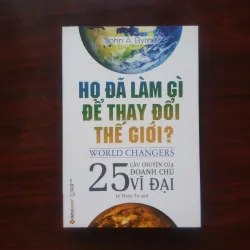 John A. Byrne
HỌ ĐÃ LÀM GÌ
ĐỂ THAY ĐỔI
THẾ GIỚI?
WORLD CHANGERS
25
CÂU CHUYỆN CỦA
DOANH CHỦ
VĨ ĐẠI